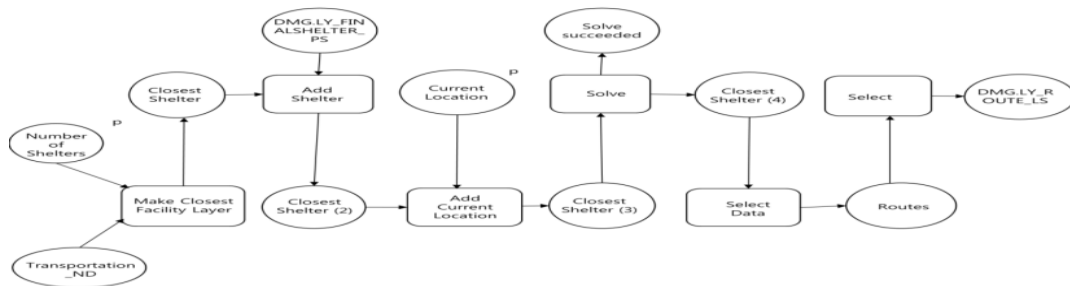 DMG.LY_FIN
ALSHELTER_
PS
Solve
succeeded
Closest
Shelter
Add
Shelter
Current
Location
p
Solve
Closest
Shelter (4)
Select
DMG.LY_R
OUTE_LS
p
Number
of
Shelters
Make Closest
Facility Layer
Closest
Shelter (2)
Add
Current
Location
Closest
Shelter (3)
Select
Data
Routes
Transportation
_ND